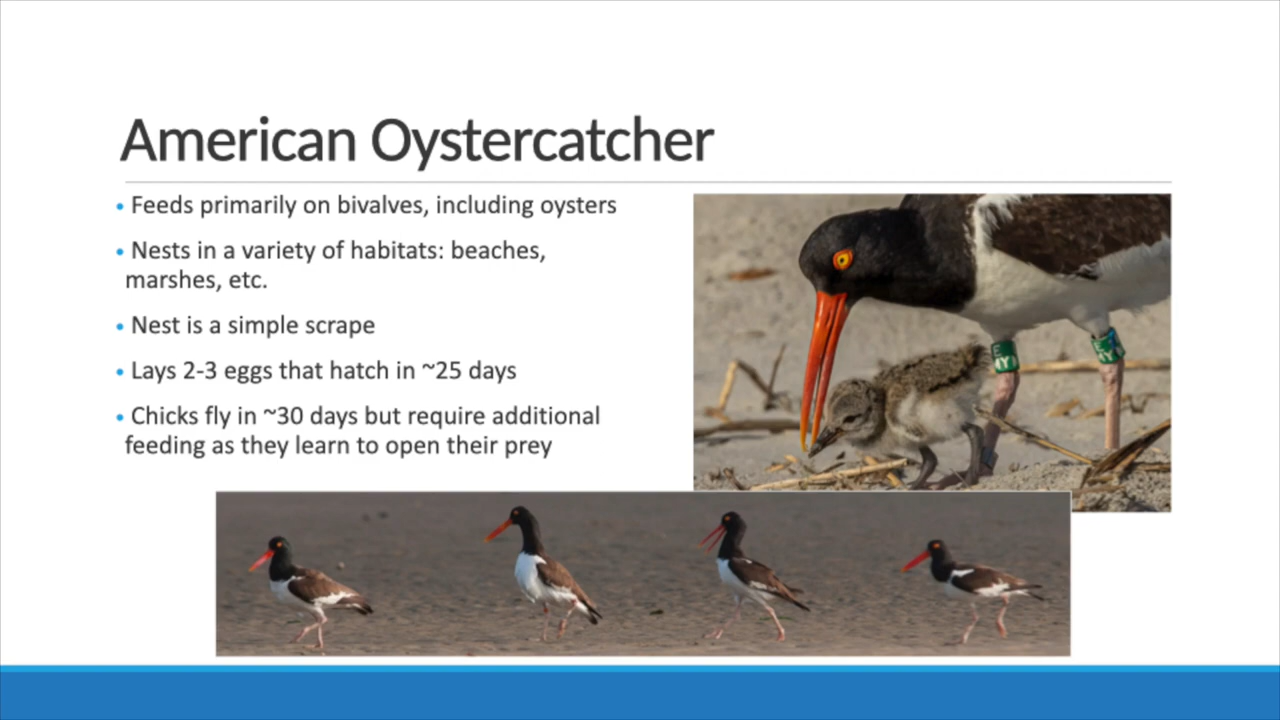 American Oystercatcher
• Feeds primarily on bivalves, including oysters
• Nests in a variety of habitats: beaches,
marshes, etc.
• Nest is a simple scrape
• Lays 2-3 eggs that hatch in ~25 days
• Chicks fly in ~30 days but require additional
feeding as they learn to open their prey